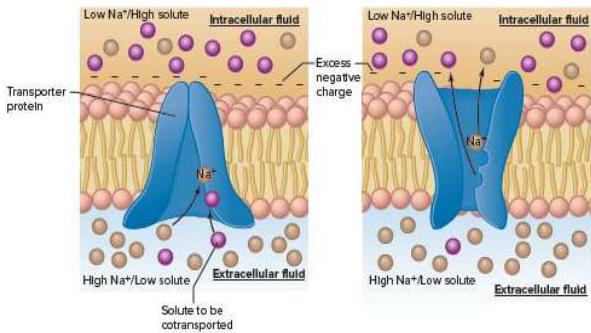 Low Na⁺/High solute
Intracellular fluid
Transporter
protein
Na⁺
High Na⁺/Low solute
Extracellular fluid
Solute to be
cotransported
Excess
negative
charge
Low Na⁺/High solute
Intracellular fluid
Na⁺
High Na⁺/Low solute
Extracellular fluid